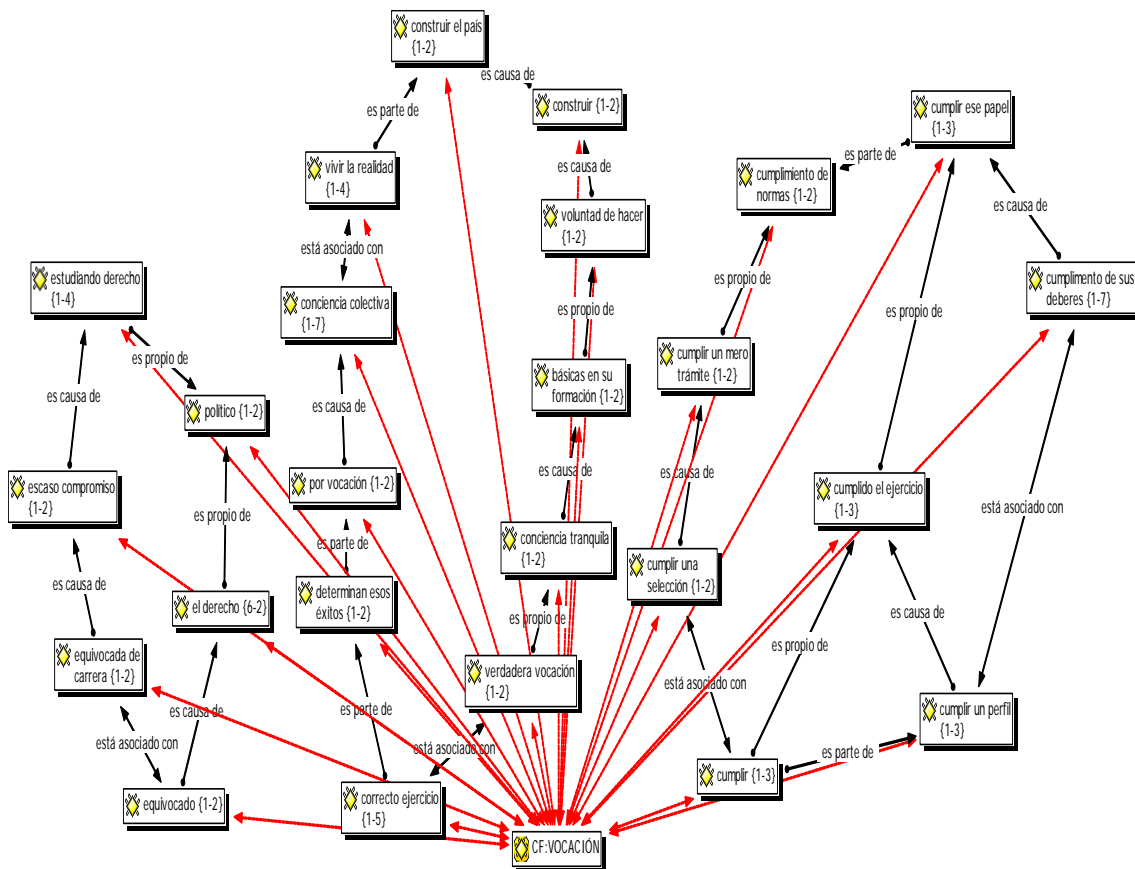 construir el país
{1-2}
es causa de
construir {1-2}
es parte de
cumplir ese papel
{1-3}
vivir la realidad
{1-4}
es causa de
es parte de
cumplimiento de
normas {1-2}
voluntad de hacer
{1-2}
es causa de
está asociado con
estudiando derecho
{1-4}
es propio de
cumplimento de sus
deberes {1-7}
conciencia colectiva
{1-7}
es propio de
es propio de
es propio de
cumplir un mero
trámite {1-2}
básicas en su
formación {1-2}
es causa de
político {1-2}
es causa de
es causa de
es causa de
escaso compromiso
{1-2}
por vocación {1-2}
cumplido el ejercicio
{1-3}
es propio de
está asociado con
conciencia tranquila
{1-2}
es parte de
cumplir una
selección {1-2}
es causa de
el derecho {6-2}
determinan esos
éxitos {1-2}
es propio de
es causa de
equivocada de
carrera {1-2}
es propio de
verdadera vocación
{1-2}
está asociado con
es causa de
es parte de
cumplir un perfil
{1-3}
está asociado con
está asociado con
es parte de
cumplir {1-3}
equivocado {1-2}
correcto ejercicio
{1-5}
CF:VOCACIÓN